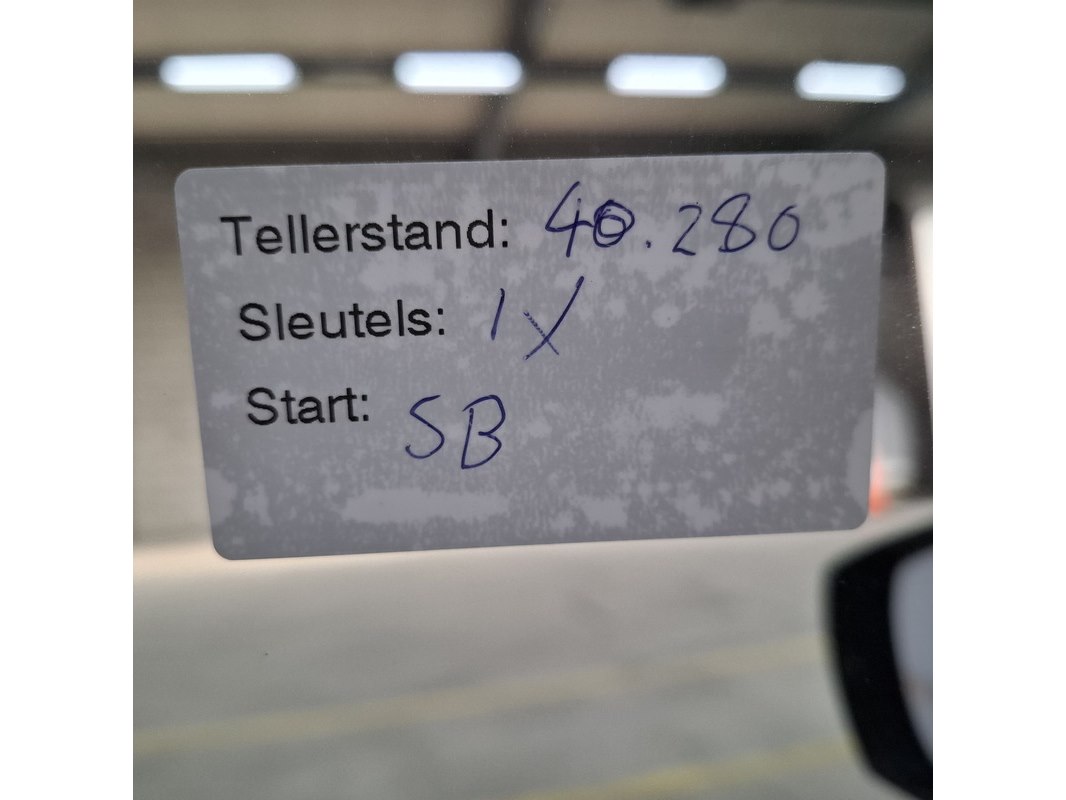 Tellerstand: 40.280
Sleutels: 1X
Start: SB